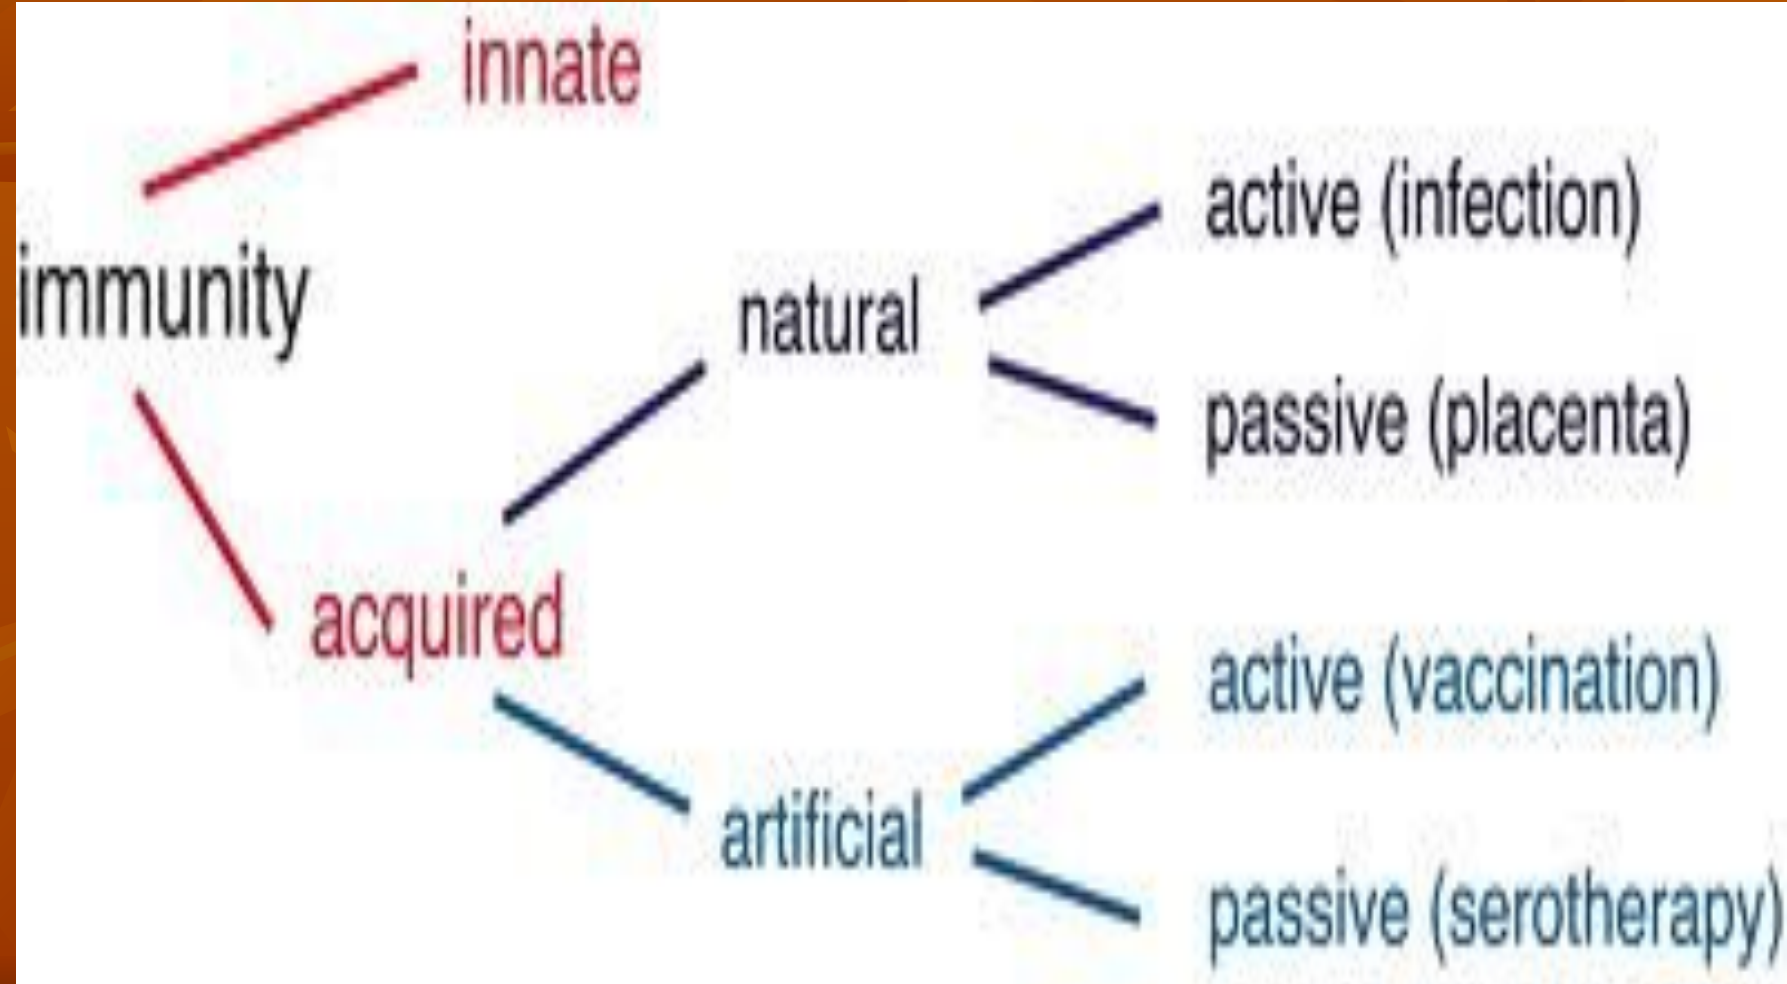 innate
immunity
acquired
natural
artificial
active (infection)
passive (placenta)
active (vaccination)
passive (serotherapy)